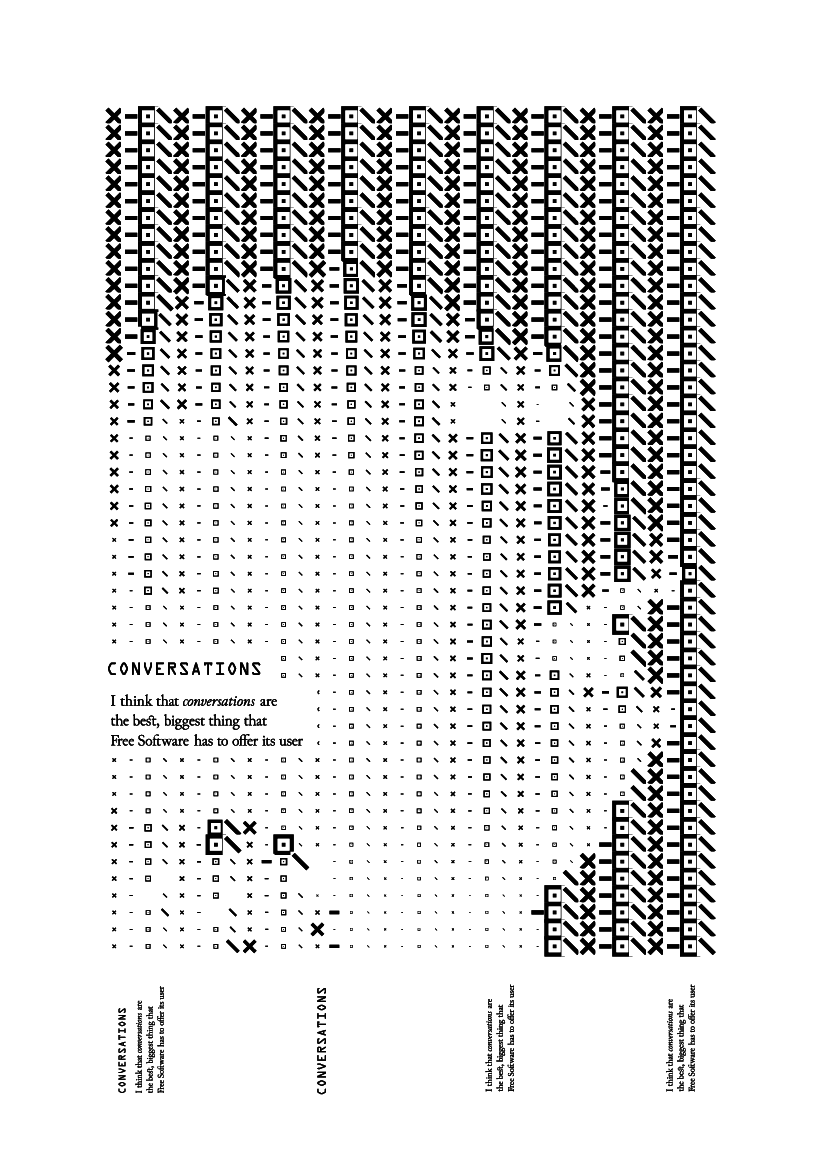 CONVERSATIONS
I think that conversations are
the best, biggest thing that
Free Software has to offer its user
CONVERSATIONS
I think that conversations are
the best, biggest thing that
Free Software has to offer its user
CONVERSATIONS
I think that conversations are
the best, biggest thing that
Free Software has to offer its user
I think that conversations are
the best, biggest thing that
Free Software has to offer its user